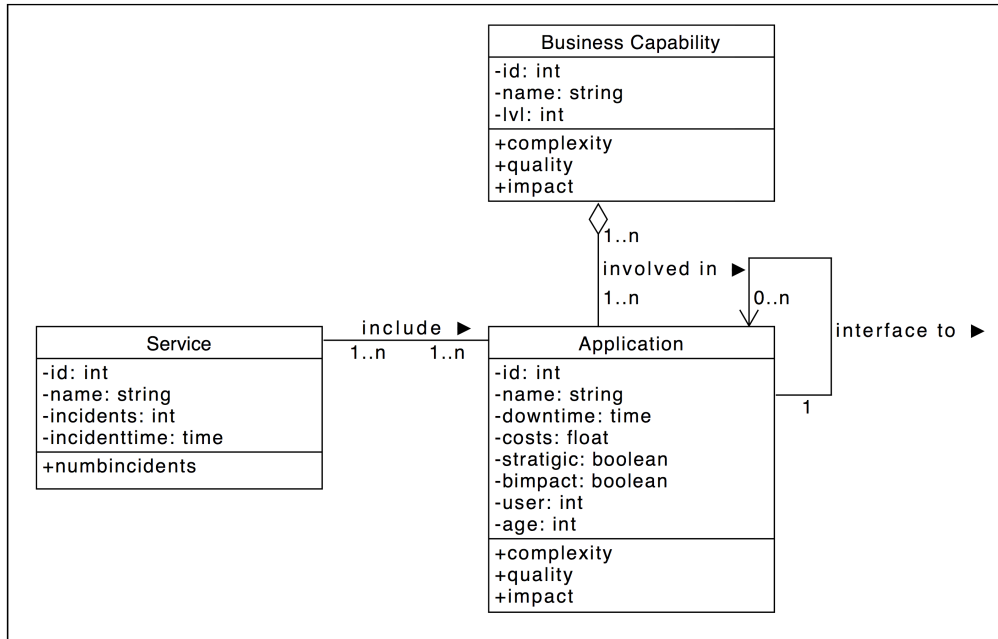 Business Capability
-id: int
-name: string
-lvl: int
+complexity
+quality
+impact
1..n
involved in ►
1..n
0..n
interface to ►
1
include ►
1..n 1..n
Service
-id: int
-name: string
-incidents: int
-incidenttime: time
+numbincidents
Application
-id: int
-name: string
-downtime: time
-costs: float
-stratigic: boolean
-bimpact: boolean
-user: int
-age: int
+complexity
+quality
+impact